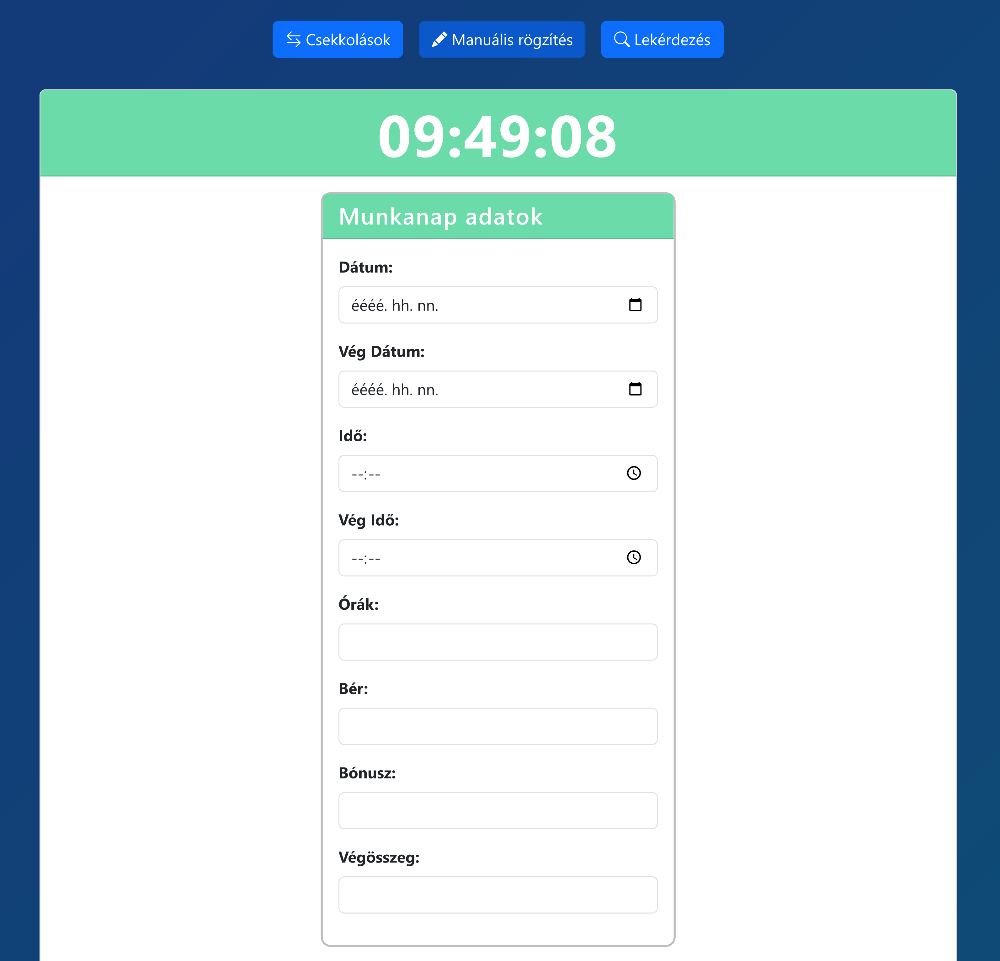 Csekkolások Manuális rögzítés Lekérdezés
09:49:08
Munkanap adatok
Dátum:
éééé. hh. nn.
Vég Dátum:
éééé. hh. nn.
Idő:
--:--
Vég Idő:
--:--
Órák:
Bér:
Bónusz:
Végösszeg: